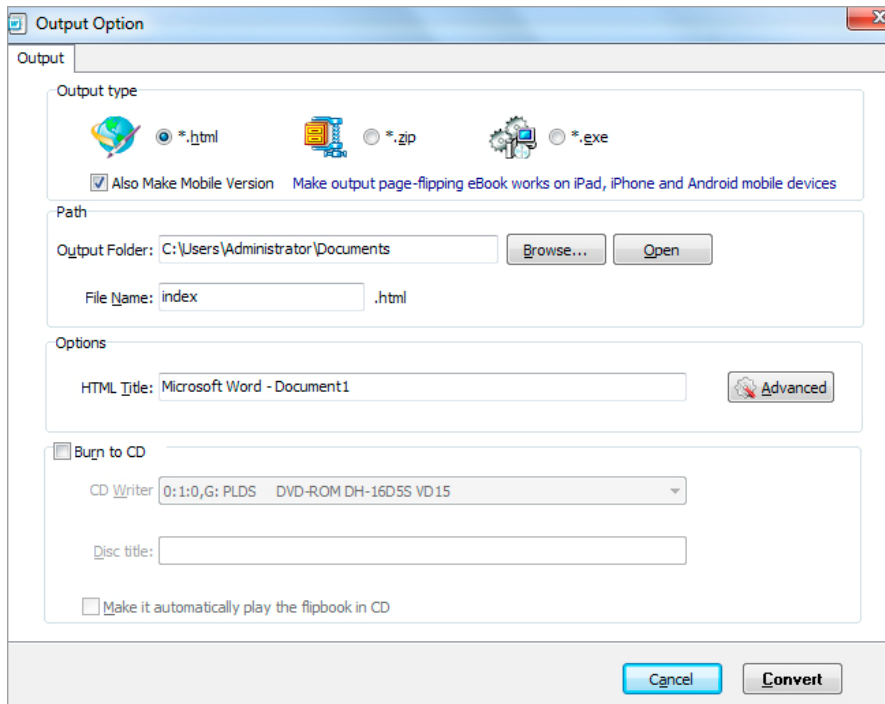 Output Option
Output
Output type
*.html
*.zip
*.exe
Also Make Mobile Version Make output page-flipping eBook works on iPad, iPhone and Android mobile devices
Path
Output Folder: C:\Users\Administrator\Documents Browse... Open
File Name: index .html
Options
HTML Title: Microsoft Word - Document1 Advanced
Burn to CD
CD Writer 0:1:0,G: PLDS DVD-ROM DH-16D5S VD15
Disc title:
Make it automatically play the flipbook in CD
Cancel Convert